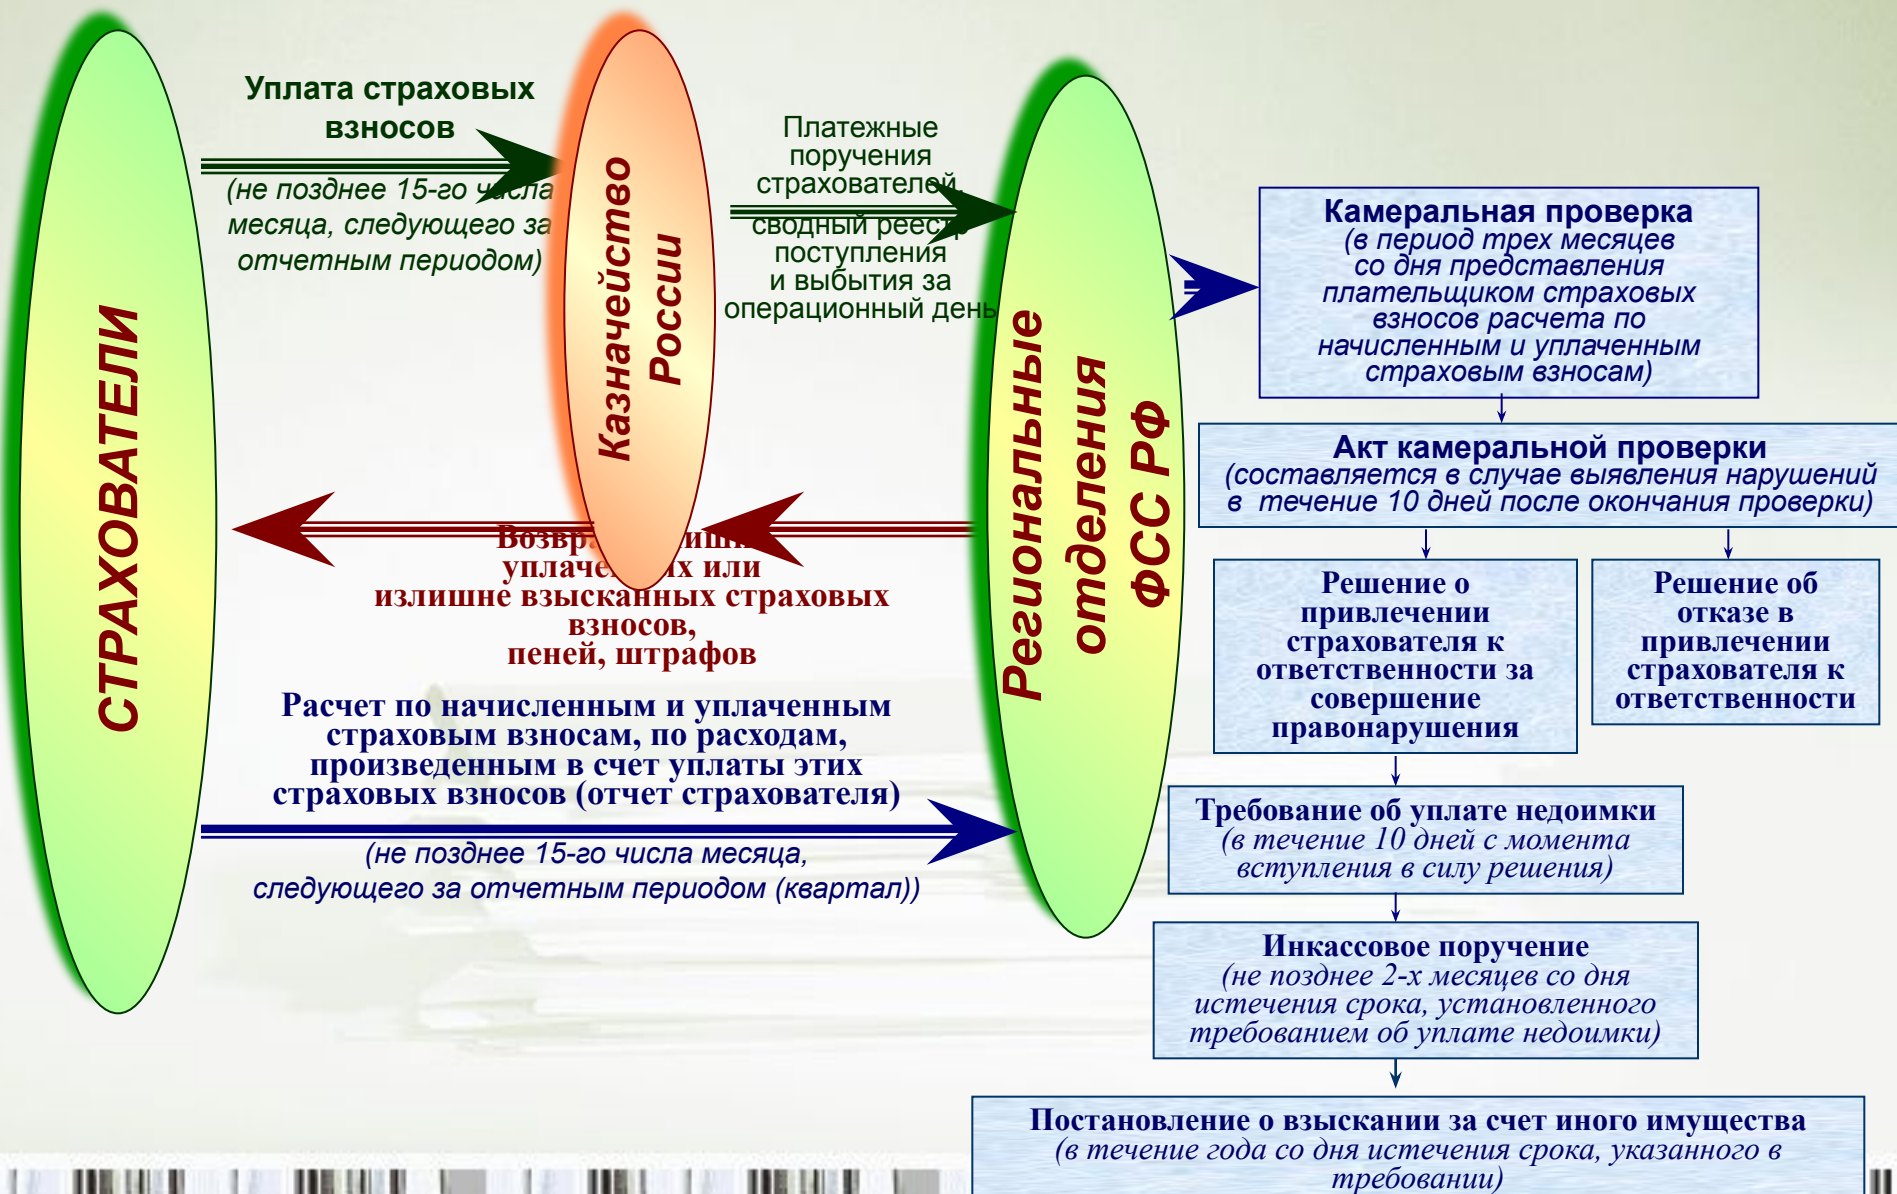 СТРАХОВАТЕЛИ
Уплата страховых
взносов
(не позднее 15-го числа
месяца, следующего за
отчетным периодом)
Казначейство
России
Платежные
поручения
страхователей,
сводный реестр
поступления
и выбытия за
операционный день
Региональные
отделения
ФСС РФ
уплаченных или
излишне взысканных страховых
взносов,
пеней, штрафов
Расчет по начисленным и уплаченным
страховым взносам, по расходам,
произведенным в счет уплаты этих
страховых взносов (отчет страхователя)
(не позднее 15-го числа месяца,
следующего за отчетным периодом (квартал))
Камеральная проверка
(в период трех месяцев
со дня представления
плательщиком страховых
взносов расчета по
начисленным и уплаченным
страховым взносам)
Акт камеральной проверки
(составляется в случае выявления нарушений
в течение 10 дней после окончания проверки)
Решение о
привлечении
страхователя к
ответственности за
совершение
правонарушения
Решение об
отказе в
привлечении
страхователя к
ответственности
Требование об уплате недоимки
(в течение 10 дней с момента
вступления в силу решения)
Инкассовое поручение
(не позднее 2-х месяцев со дня
истечения срока, установленного
требованием об уплате недоимки)
Постановление о взыскании за счет иного имущества
(в течение года со дня истечения срока, указанного в
требовании)